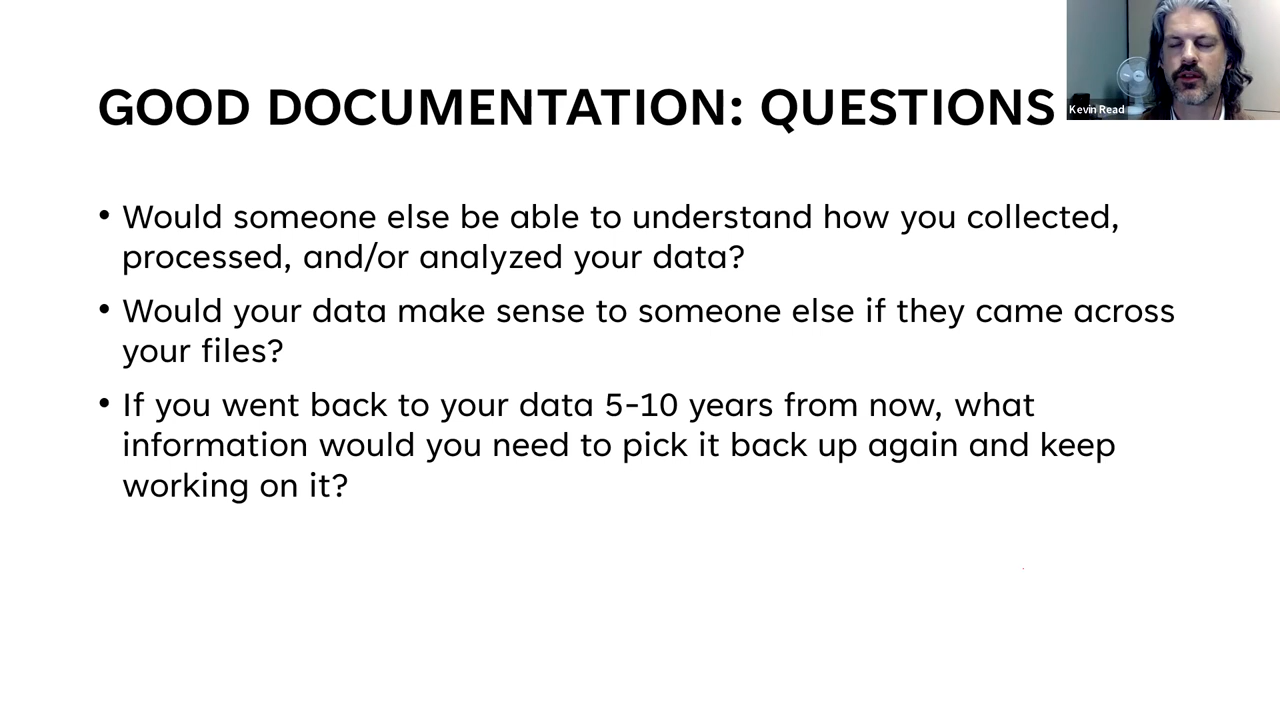 GOOD DOCUMENTATION: QUESTIONS
Kevin Read
• Would someone else be able to understand how you collected,
processed, and/or analyzed your data?
• Would your data make sense to someone else if they came across
your files?
• If you went back to your data 5-10 years from now, what
information would you need to pick it back up again and keep
working on it?